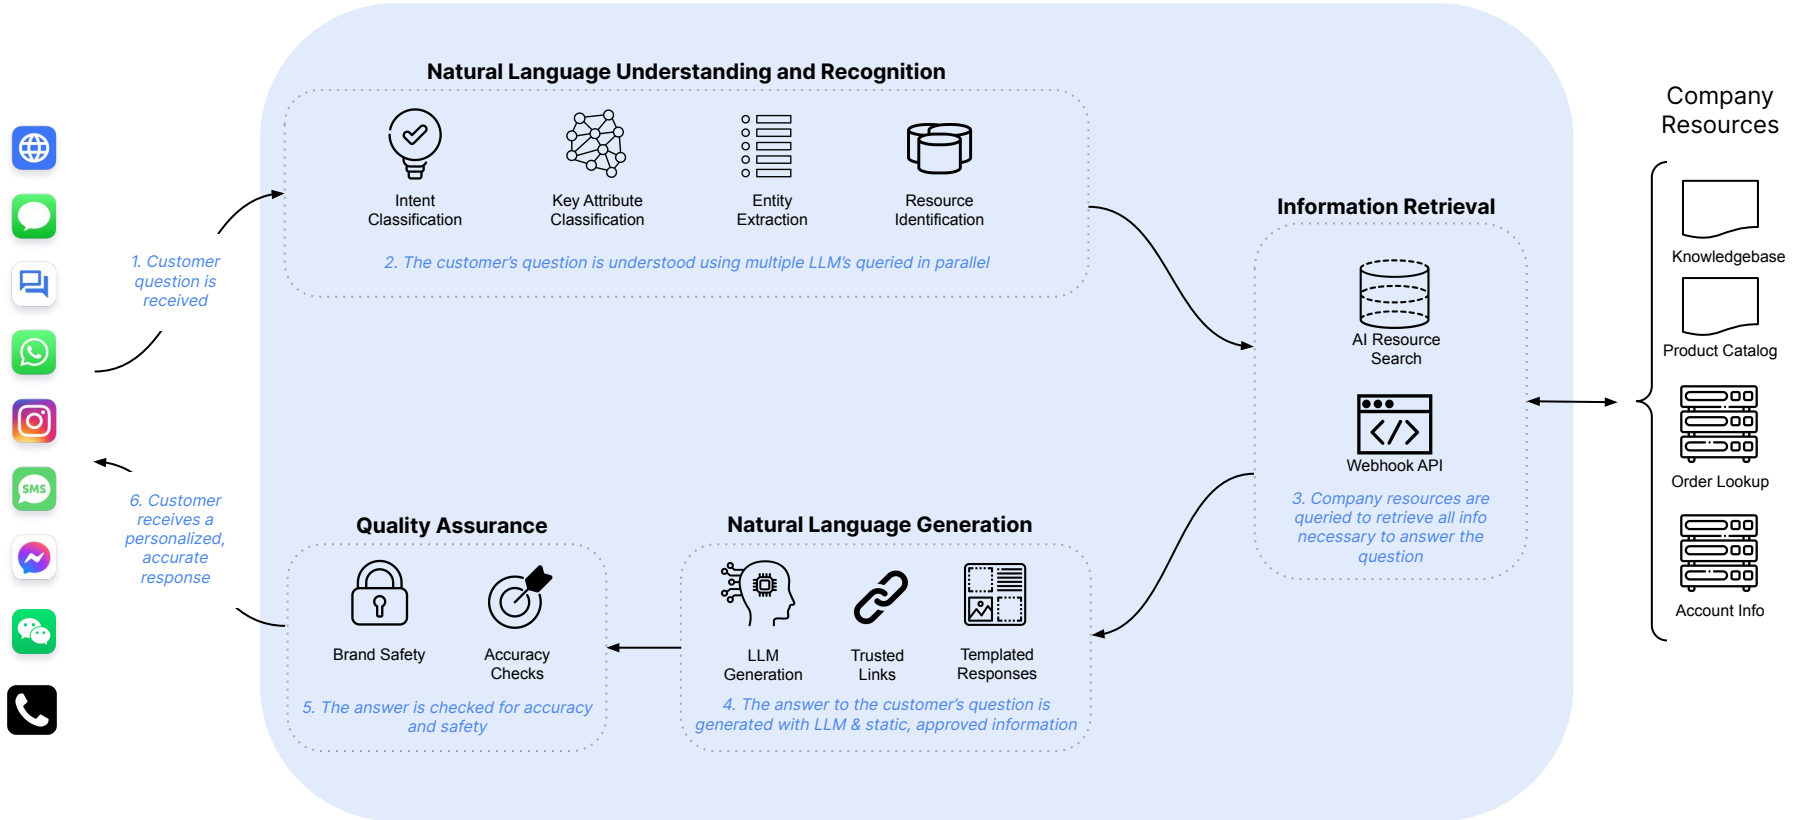 Natural Language Understanding and Recognition
Intent
Classification
Key Attribute
Classification
Entity
Extraction
Resource
Identification
2. The customer's question is understood using multiple LLM's queried in parallel
1. Customer
question is
received
Information Retrieval
AI Resource
Search
Webhook API
3. Company resources are
queried to retrieve all info
necessary to answer the
question
Company
Resources
Knowledgebase
Product Catalog
Order Lookup
Account Info
Natural Language Generation
LLM
Generation
Trusted
Links
Templated
Responses
4. The answer to the customer's question is
generated with LLM & static, approved information
Quality Assurance
Brand Safety
Accuracy
Checks
5. The answer is checked for accuracy
and safety
6. Customer
receives a
personalized,
accurate
response
SMS